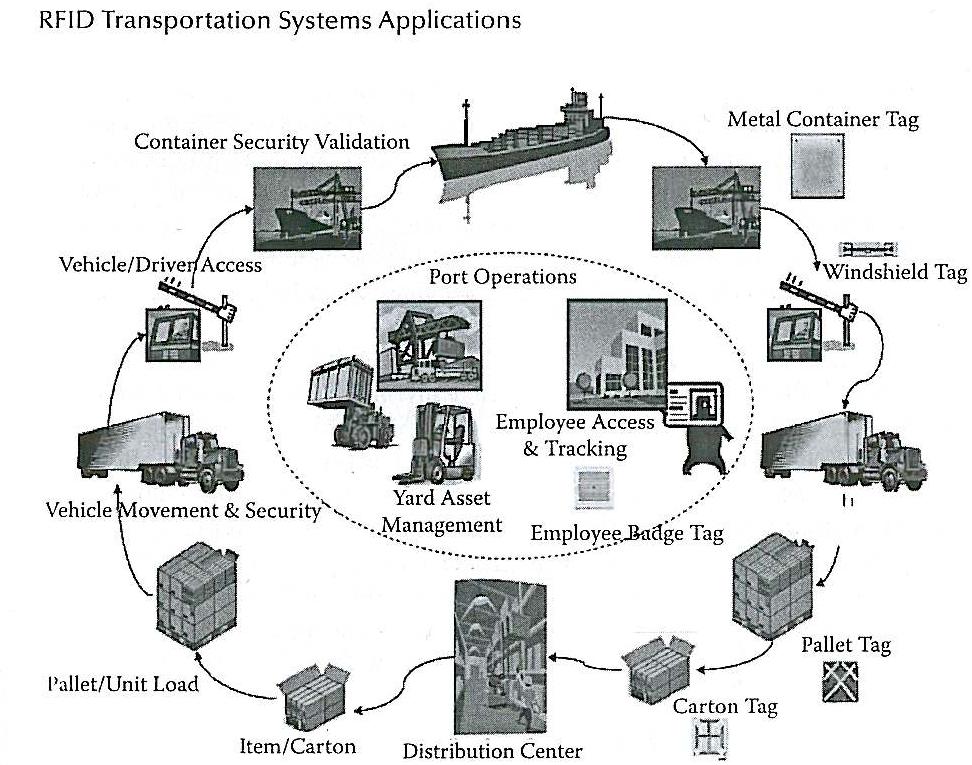 RFID Transportation Systems Applications
Metal Container Tag
Container Security Validation
Vehicle/Driver Access
Windshield Tag
Port Operations
Employee Access
& Tracking
Yard Asset
Management
Vehicle Movement & Security
Employee Badge Tag
Pallet Tag
Pallet/Unit Load
Carton Tag
Item/Carton
Distribution Center